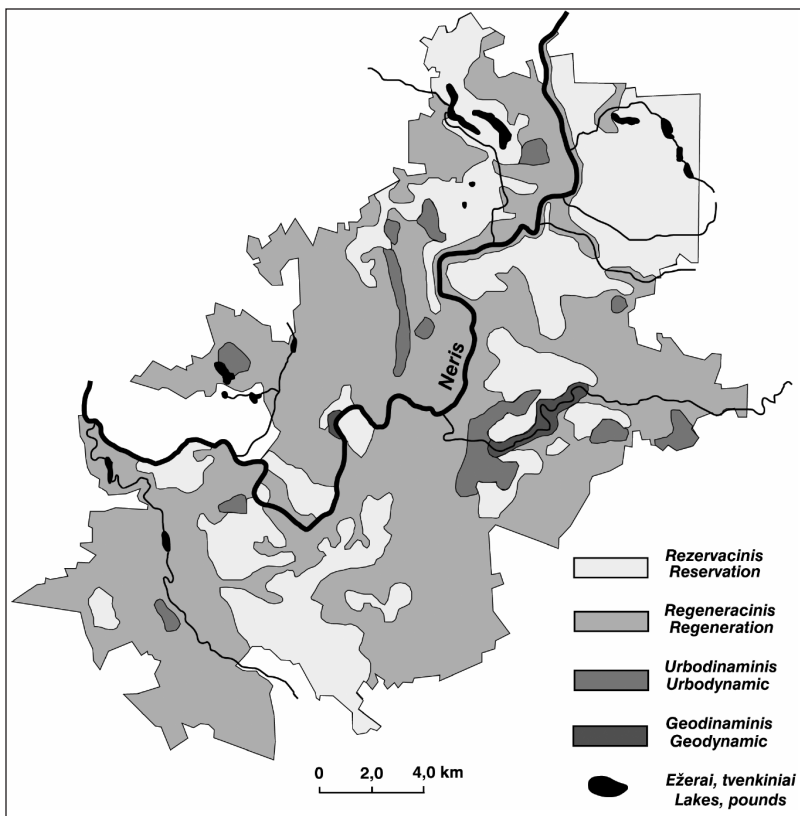 Neris
Rezervacinis
Reservation
Regeneracinis
Regeneration
Urbodinaminis
Urbodynamic
Geodinaminis
Geodynamic
Ežerai, tvenkiniai
Lakes, pounds
0 2,0 4,0 km